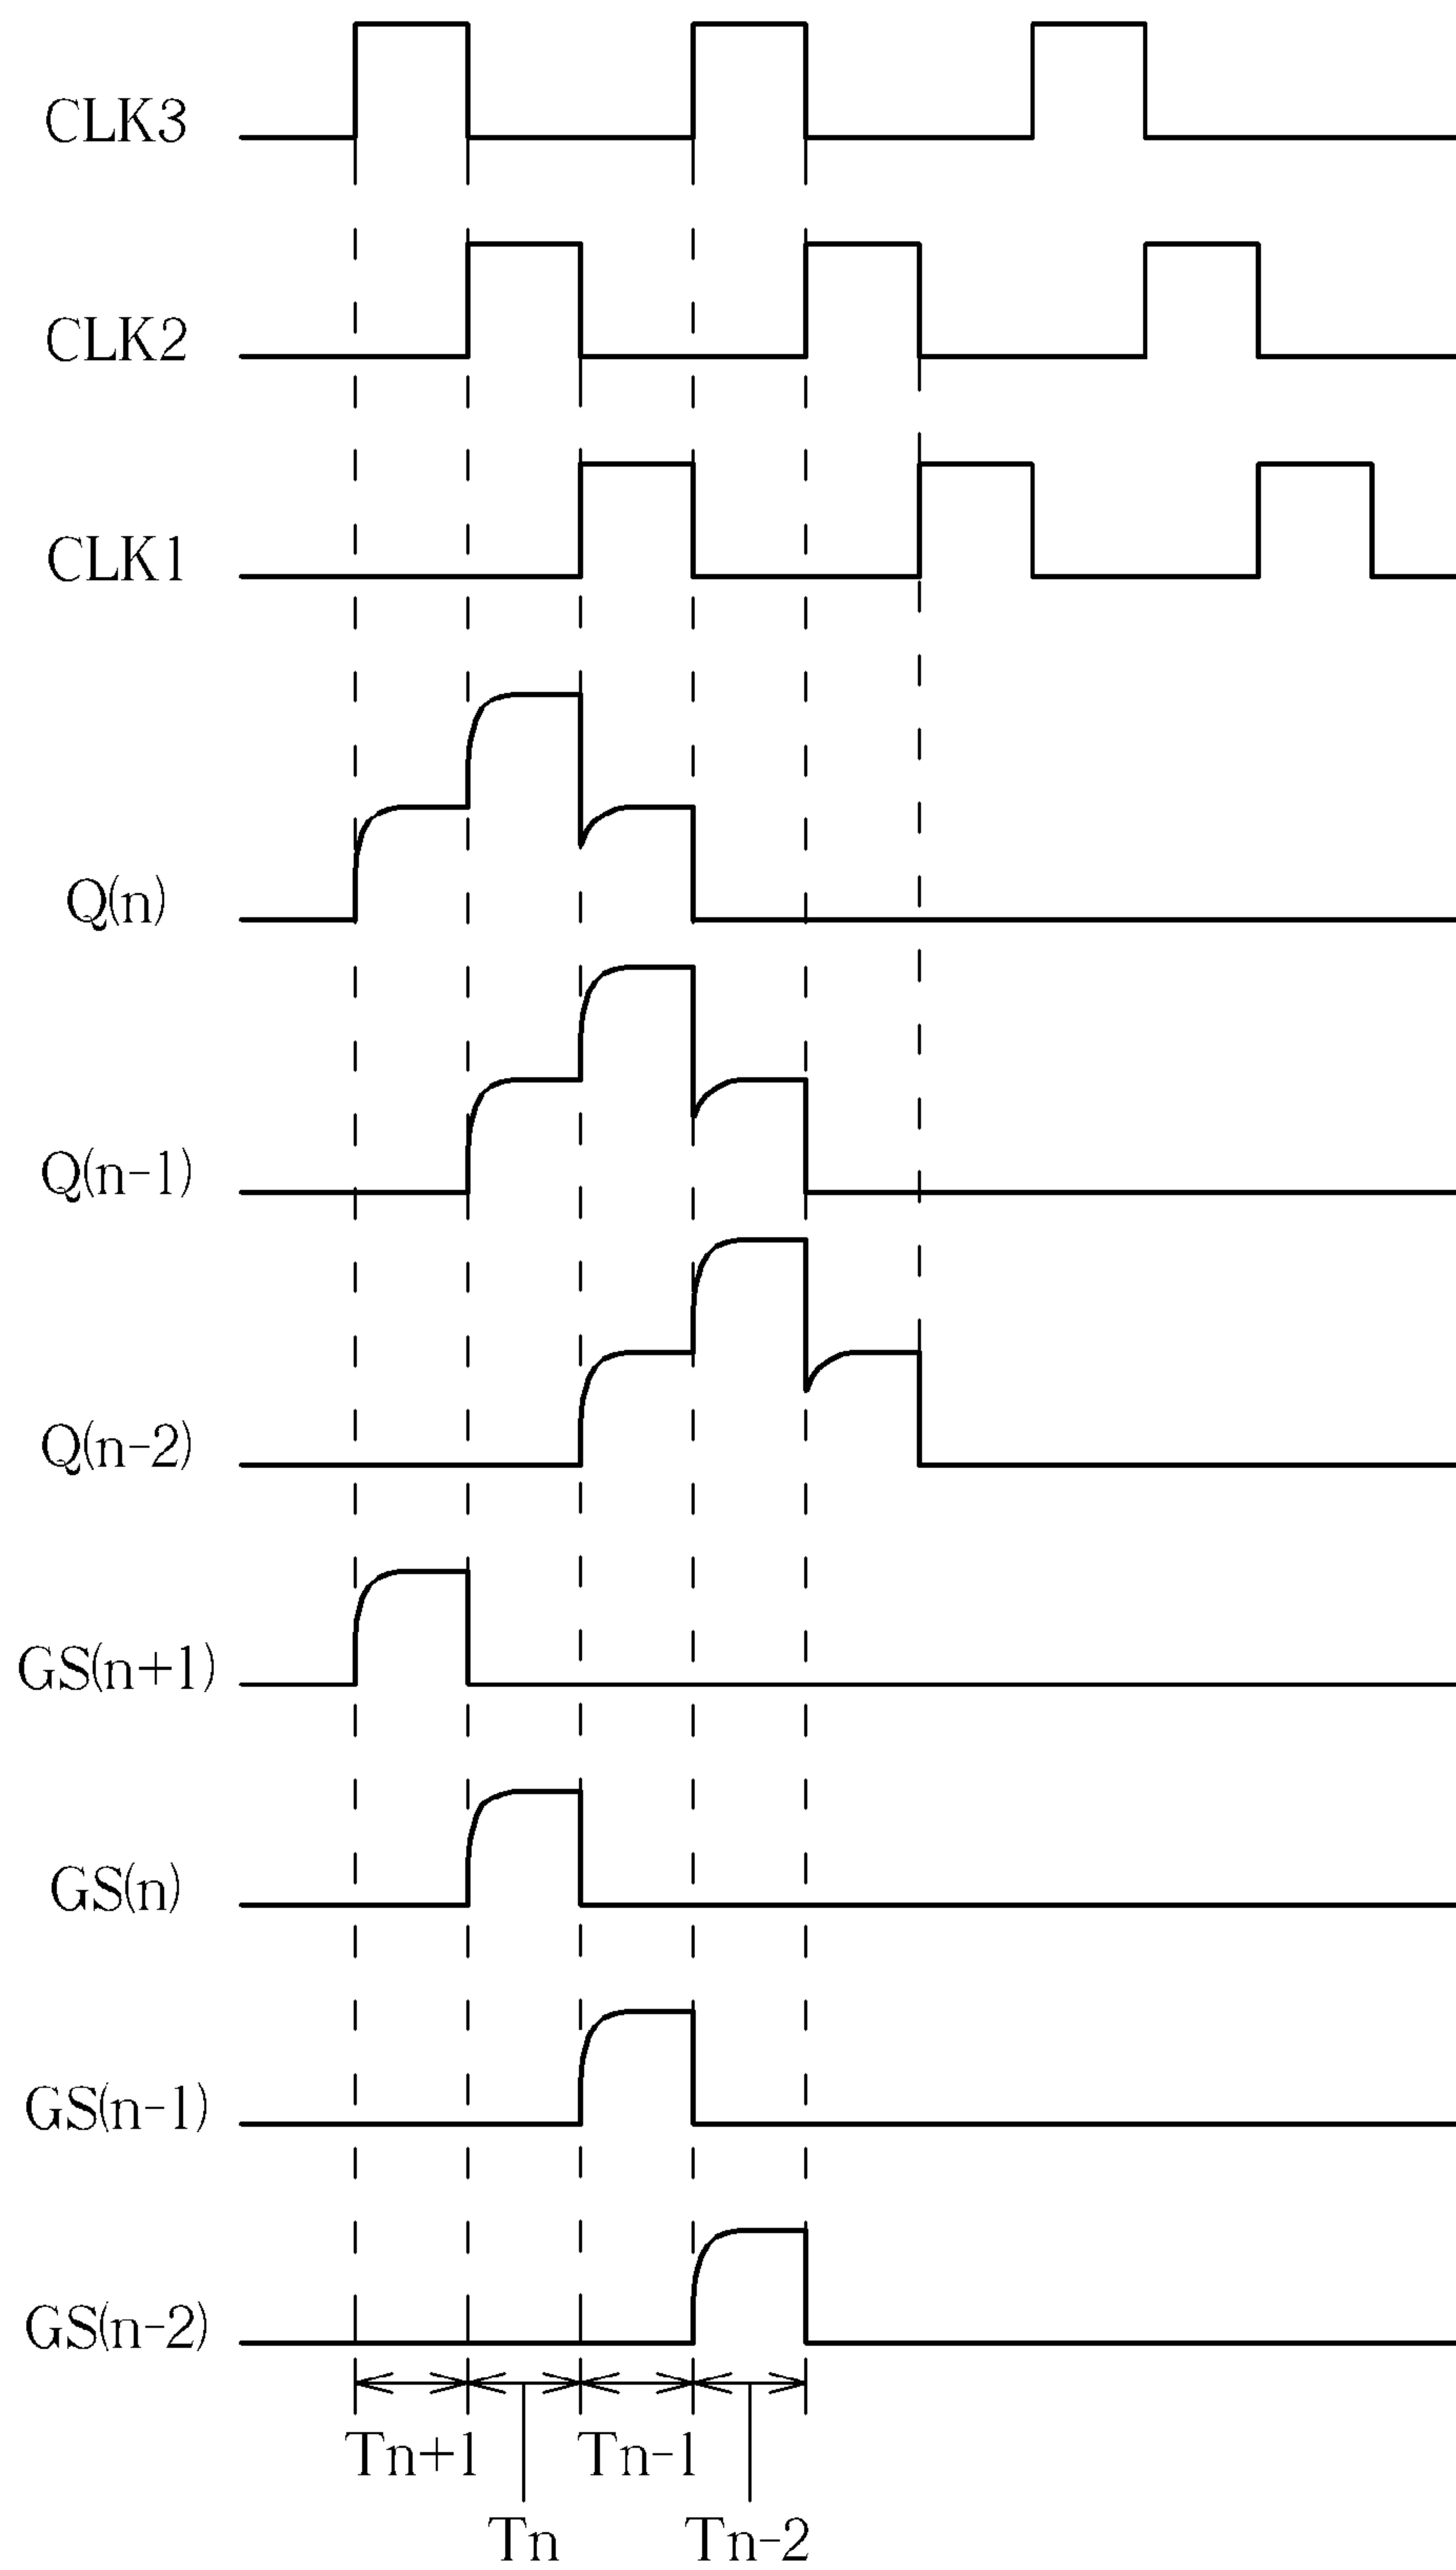 CLK3
CLK2
CLK1
Q(n)
Q(n-1)
Q(n-2)
GS(n+1)
GS(n)
GS(n-1)
GS(n-2)
Tn+1 Tn-1
Tn Tn-2